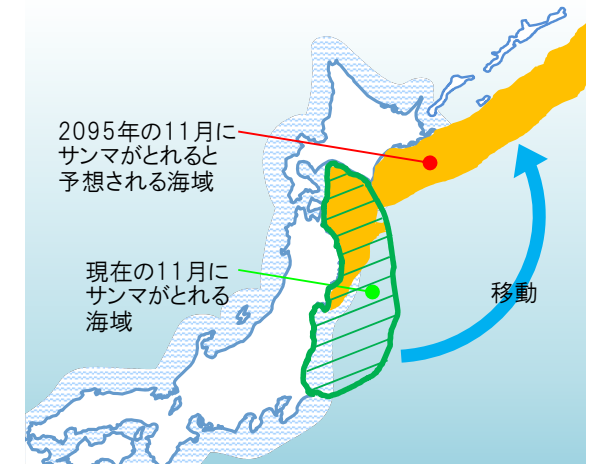 2095年の11月に
サンマがとれると
予想される海域
現在の11月に
サンマがとれる
海域
移動